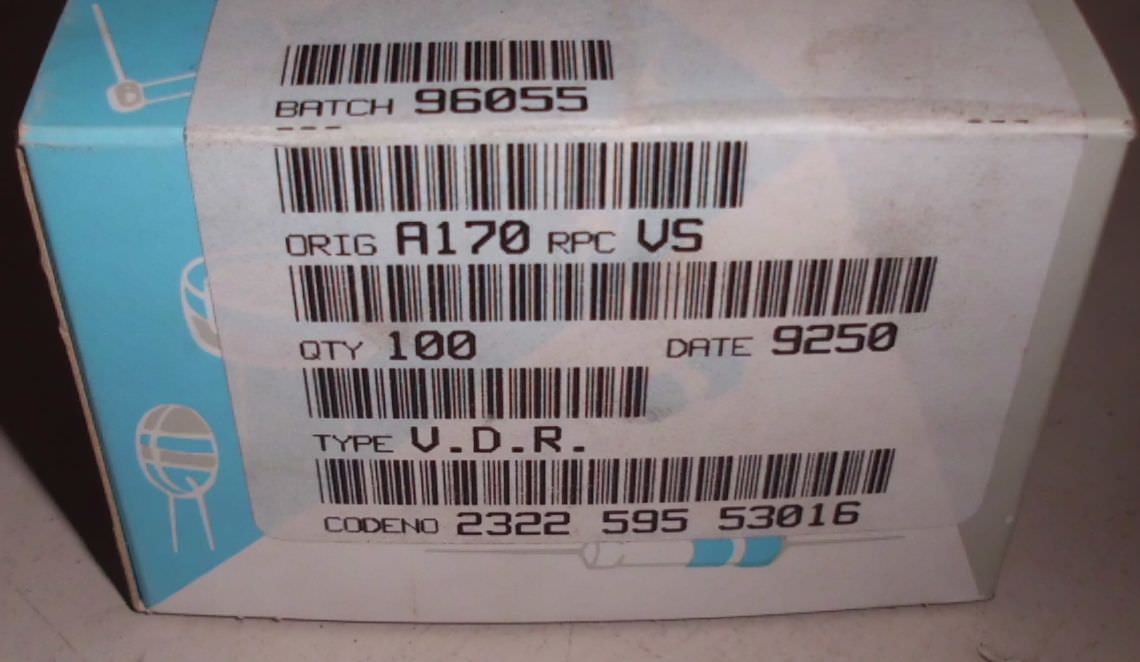 BATCH 96055
ORIG A170 RPC VS
QTY 100 DATE 9250
TYPE V.D.R.
CODENO 2322 595 53016